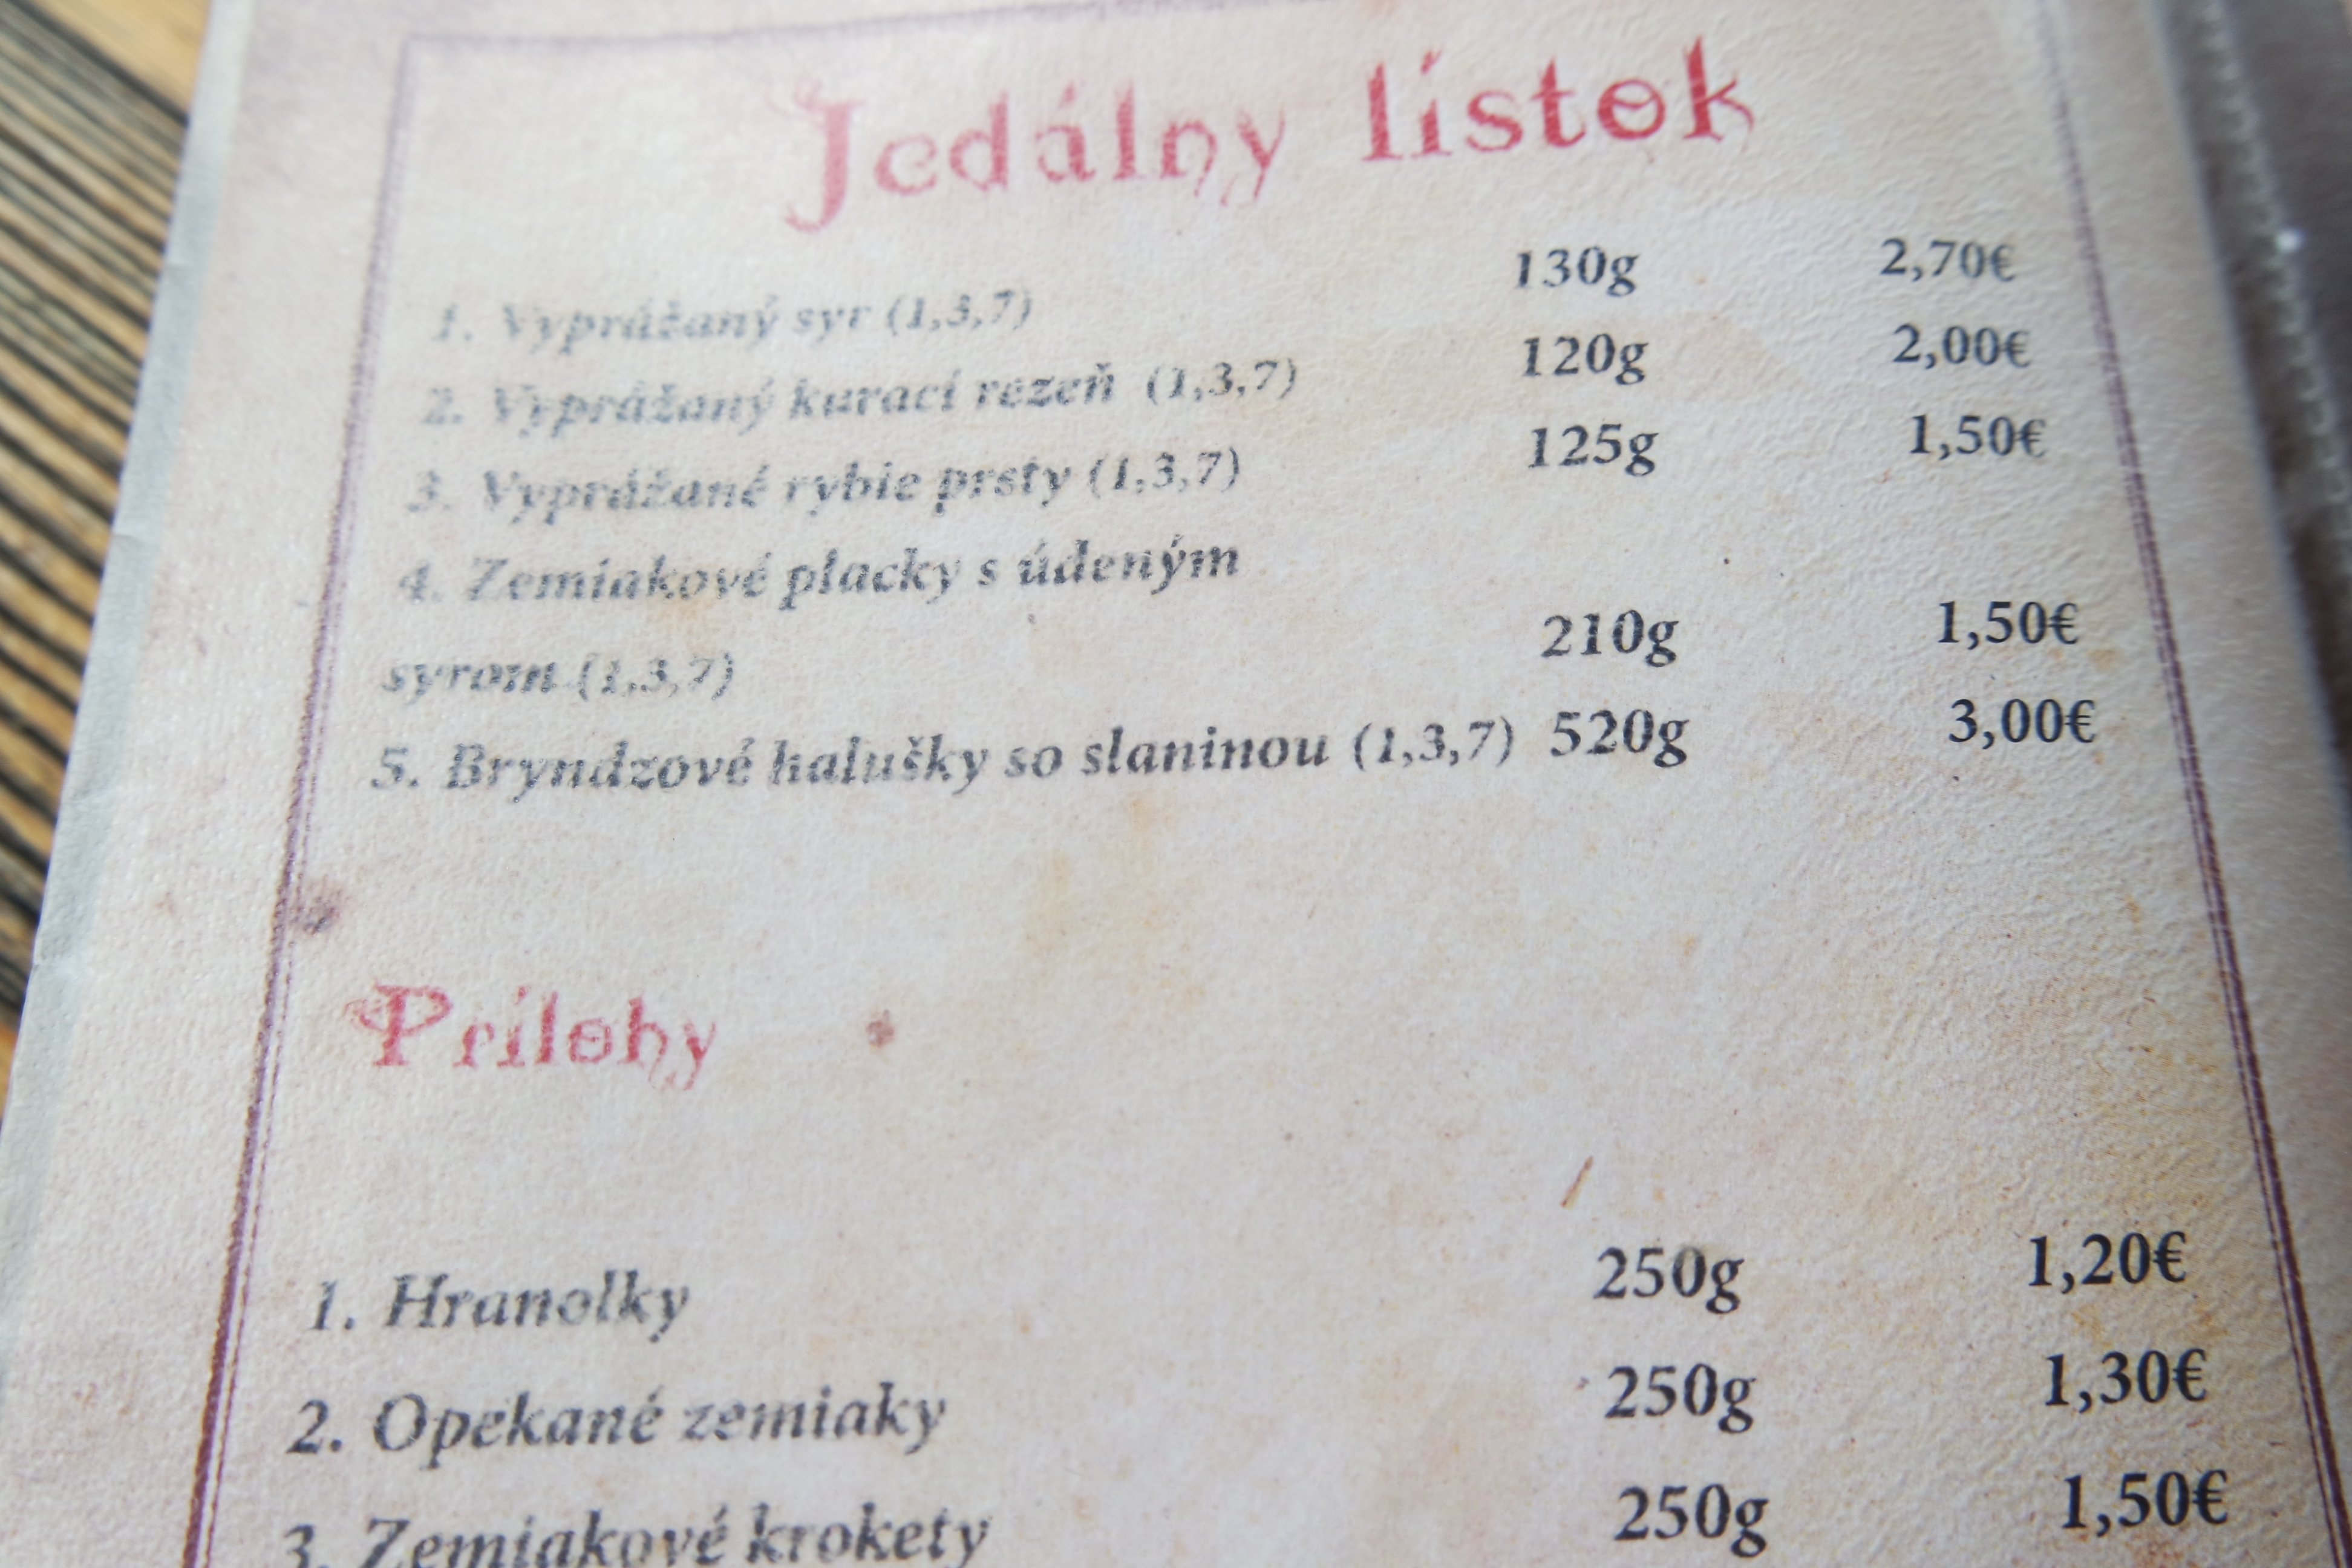 Jedálny lístok
1. Vyprážaný syr (1,3,7) 130g 2,70€
2. Vyprážaný kurací rezeň (1,3,7) 120g 2,00€
3. Vyprážané rybie prsty (1,3,7) 125g 1,50€
4. Zemiakové placky s údeným
syrom (1,3,7) 210g 1,50€
5. Bryndzové halušky so slaninou (1,3,7) 520g 3,00€
Prílohy
1. Hranolky 250g 1,20€
2. Opekané zemiaky 250g 1,30€
3. Zemiakové krokety 250g 1,50€